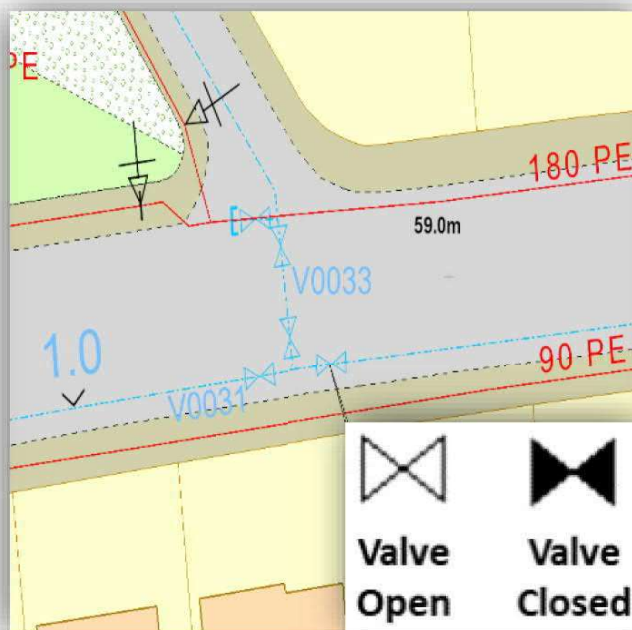 PE
180 PE
59.0m
V0033
1.0
90 PE
V0031
Valve Valve
Open Closed